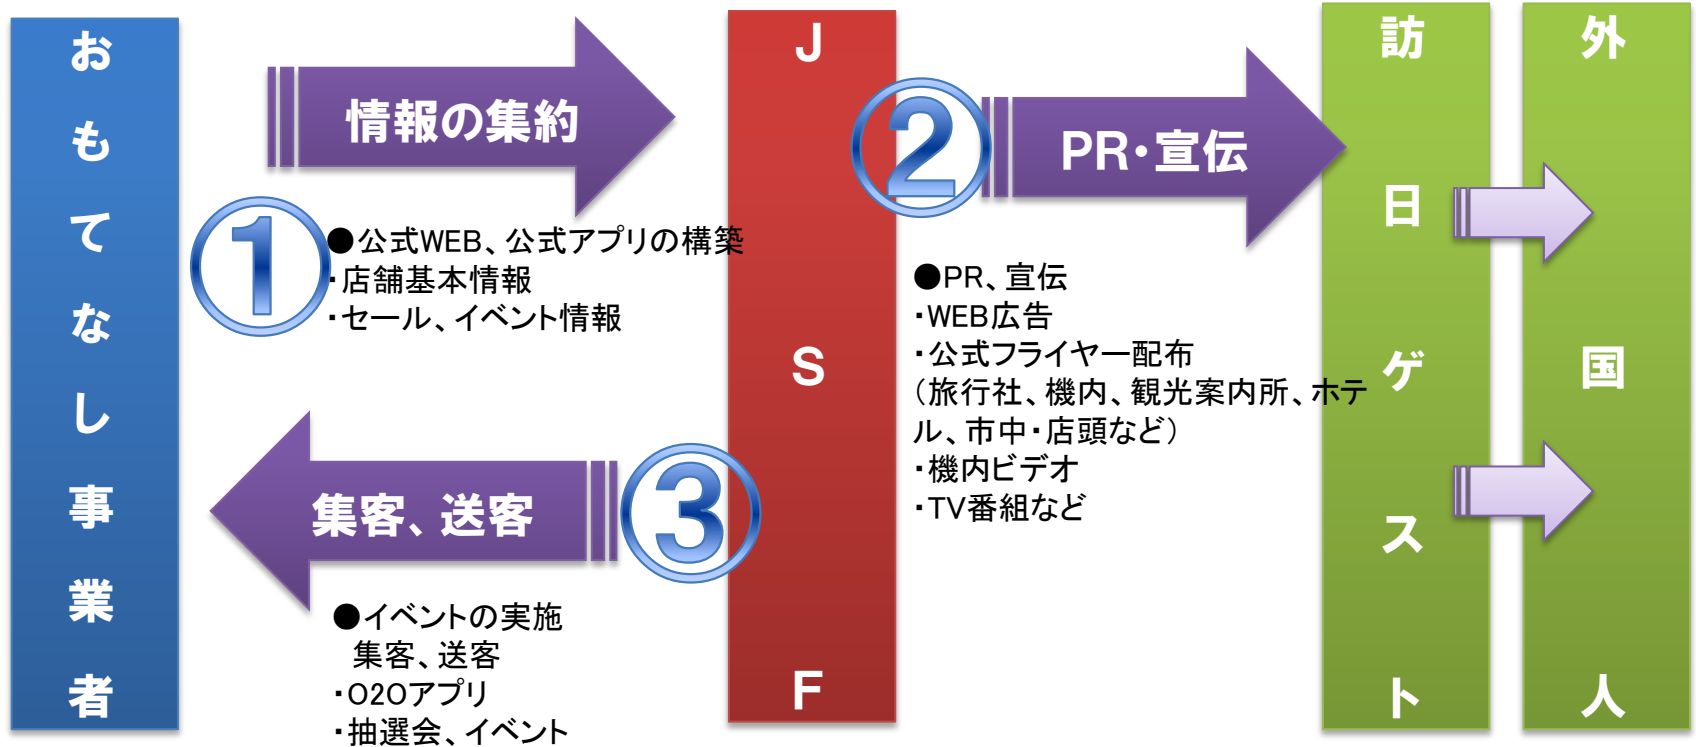 おもてなし事業者
情報の集約
①
●公式WEB、公式アプリの構築
・店舗基本情報
・セール、イベント情報
JSF
②
PR・宣伝
●PR、宣伝
・WEB広告
・公式フライヤー配布
（旅行社、機内、観光案内所、ホテ
ル、市中・店頭など）
・機内ビデオ
・TV番組など
③
集客、送客
●イベントの実施
集客、送客
・O2Oアプリ
・抽選会、イベント
訪日ゲスト
外国人